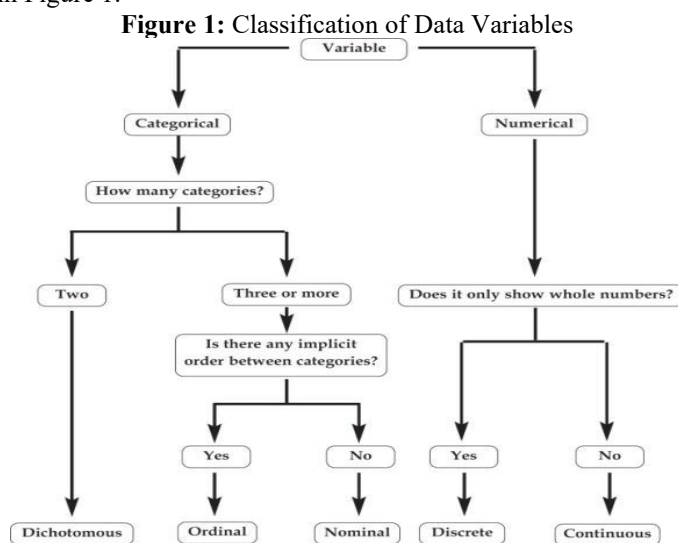 Figure 1: Classification of Data Variables
Variable
Categorical
Numerical
How many categories?
Two
Three or more
Does it only show whole numbers?
Is there any implicit
order between categories?
Yes
No
Yes
No
Dichotomous
Ordinal
Nominal
Discrete
Continuous